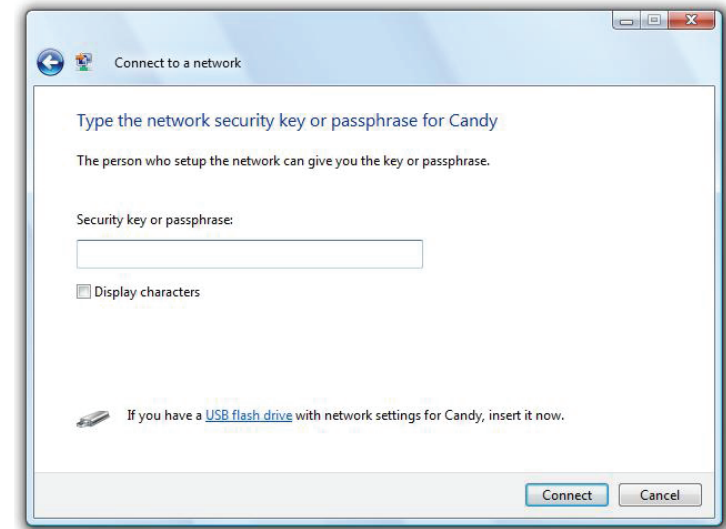 Connect to a network
Type the network security key or passphrase for Candy
The person who setup the network can give you the key or passphrase.
Security key or passphrase:
Display characters
If you have a USB flash drive with network settings for Candy, insert it now.
Connect Cancel